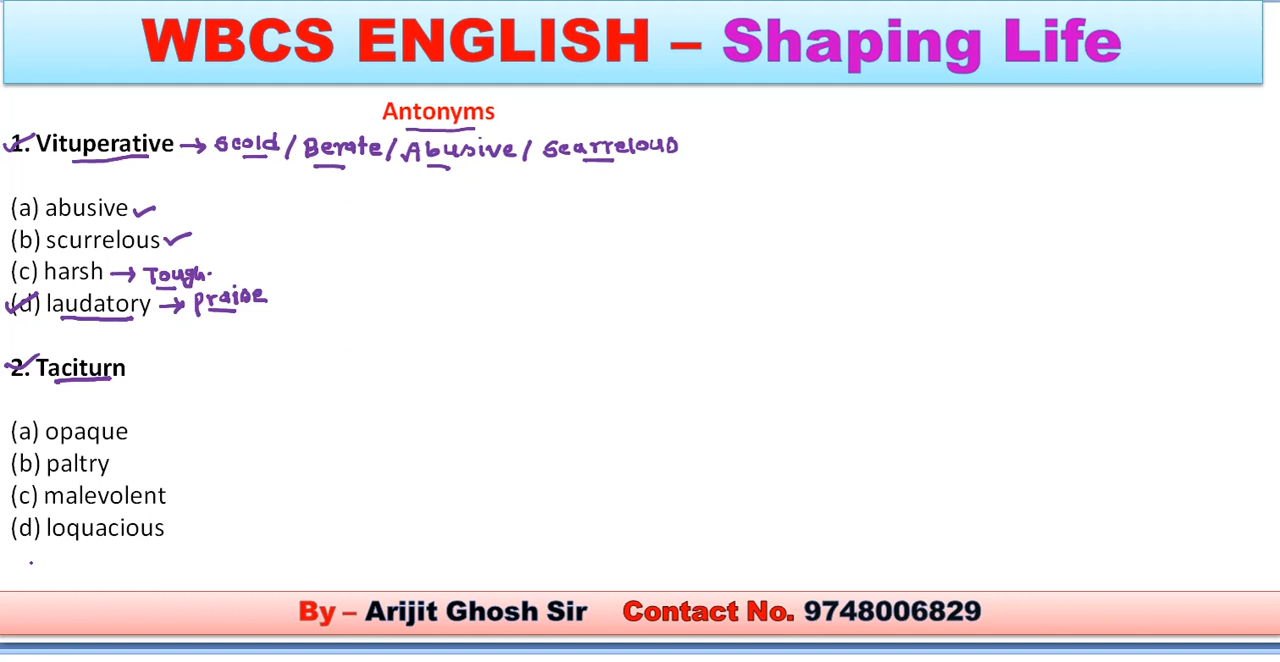 WBCS ENGLISH – Shaping Life
Antonyms
1. Vituperative → Scold / Berate / Abusive / Scarrelous
(a) abusive
(b) scurrelous
(c) harsh → Tough.
(d) laudatory → praise
2. Taciturn
(a) opaque
(b) paltry
(c) malevolent
(d) loquacious
By – Arijit Ghosh Sir Contact No. 9748006829